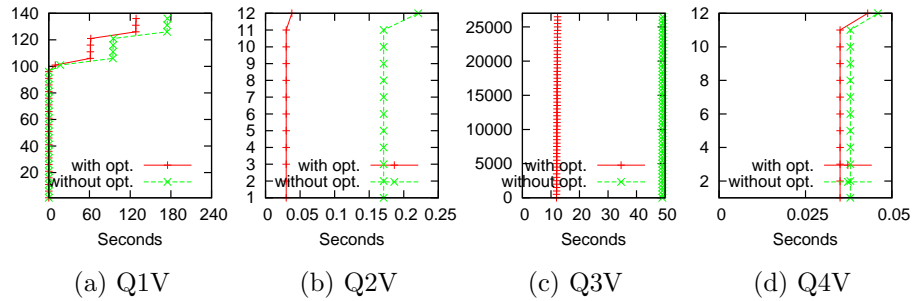 140
120
100
80
60
40
20
with opt.
without opt.
0 60 120 180 240
Seconds
(a) Q1V
12
11
10
9
8
7
6
5
4
3
2
1
with opt.
without opt.
0 0.05 0.1 0.15 0.2 0.25
Seconds
(b) Q2V
25000
20000
15000
10000
5000
0
with opt.
without opt.
0 10 20 30 40 50
Seconds
(c) Q3V
12
10
8
6
4
2
with opt.
without opt.
0 0.025 0.05
Seconds
(d) Q4V